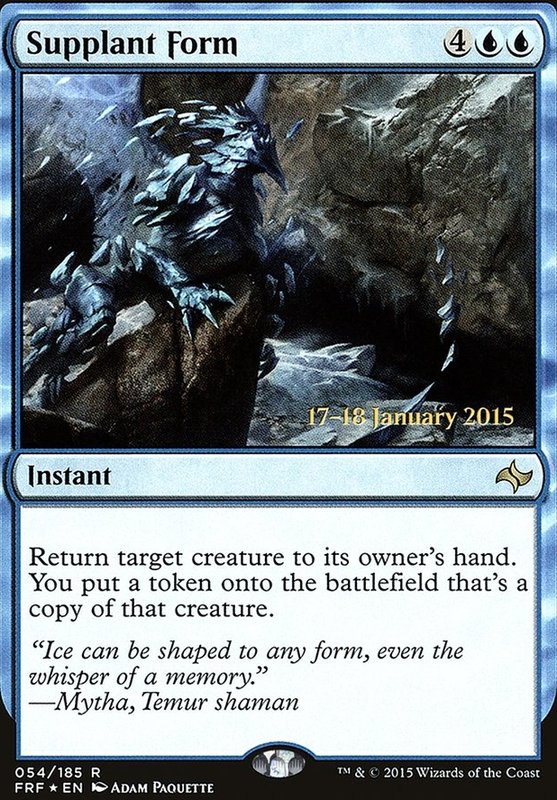 Supplant Form
4
17–18 January 2015
Instant
Return target creature to its owner's hand.
You put a token onto the battlefield that's a
copy of that creature.
“Ice can be shaped to any form, even the
whisper of a memory.”
—Mytha, Temur shaman
054/185 R
FRF ★ EN Adam Paquette
™ & © 2015 Wizards of the Coast